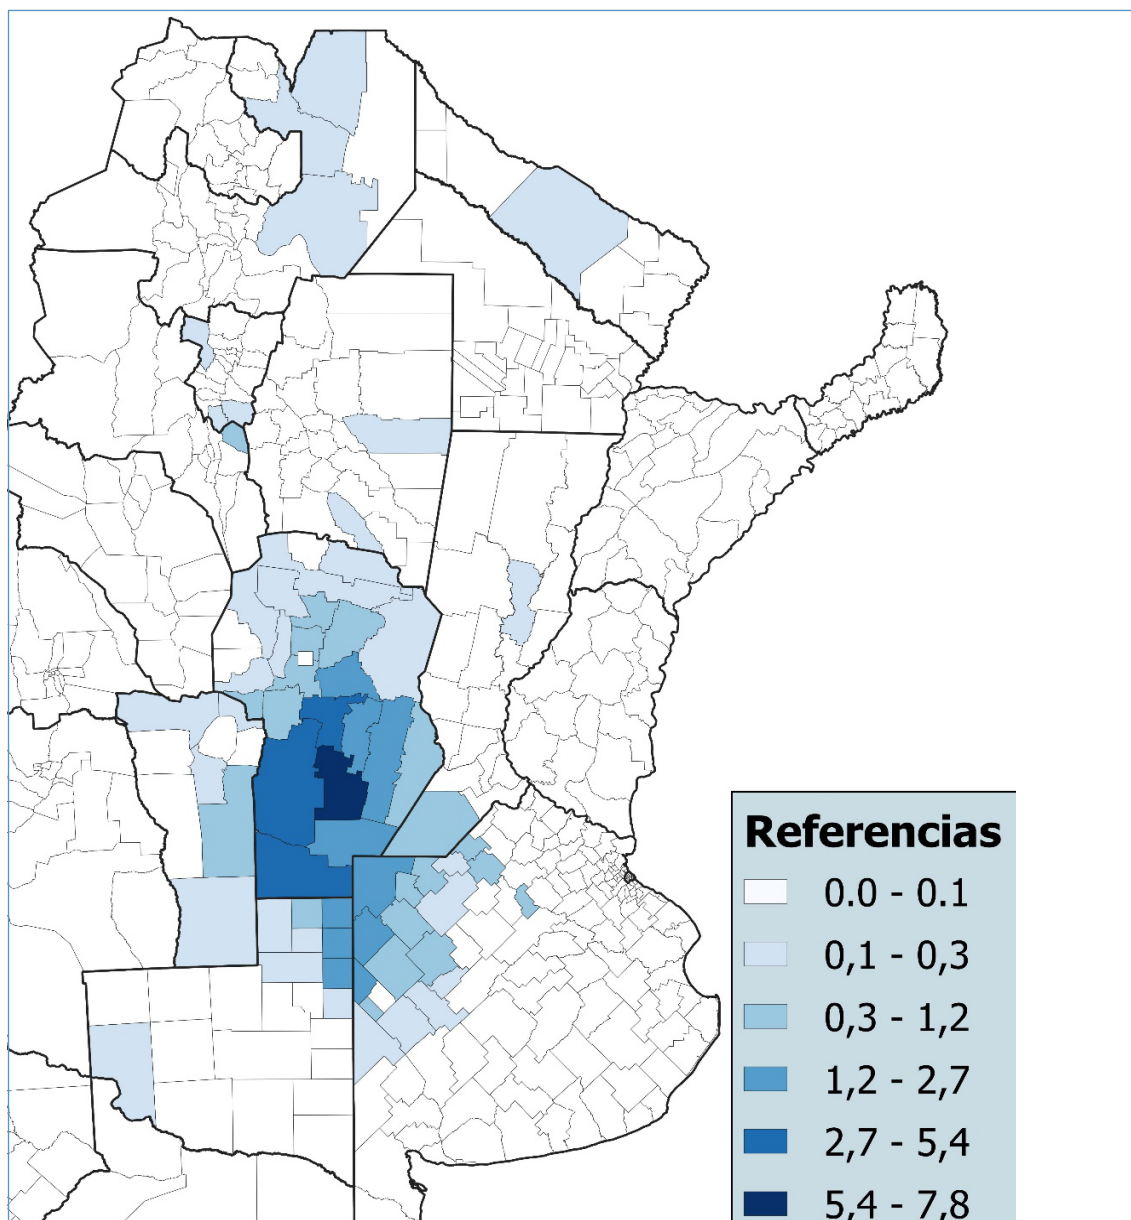 Referencias
0.0 - 0.1
0,1 - 0,3
0,3 - 1,2
1,2 - 2,7
2,7 - 5,4
5,4 - 7,8